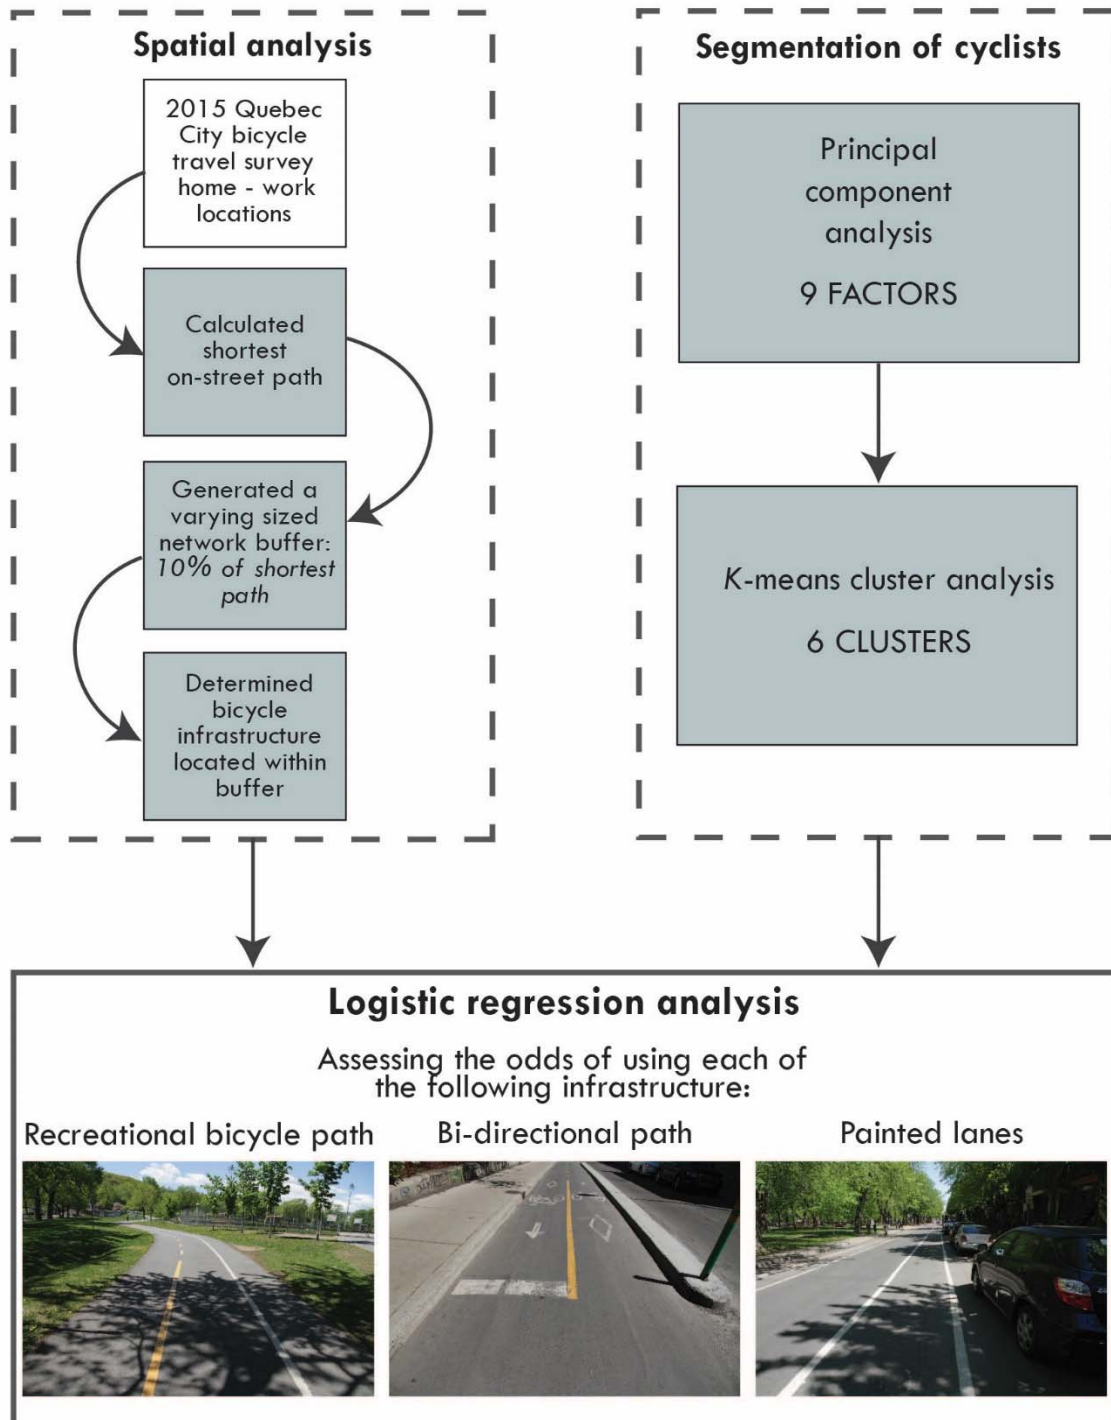 Spatial analysis
2015 Quebec
City bicycle
travel survey
home - work
locations
Calculated
shortest
on-street path
Generated a
varying sized
network buffer:
10% of shortest
path
Determined
bicycle
infrastructure
located within
buffer
Segmentation of cyclists
Principal
component
analysis
9 FACTORS
K-means cluster analysis
6 CLUSTERS
Logistic regression analysis
Assessing the odds of using each of
the following infrastructure:
Recreational bicycle path
Bi-directional path
Painted lanes